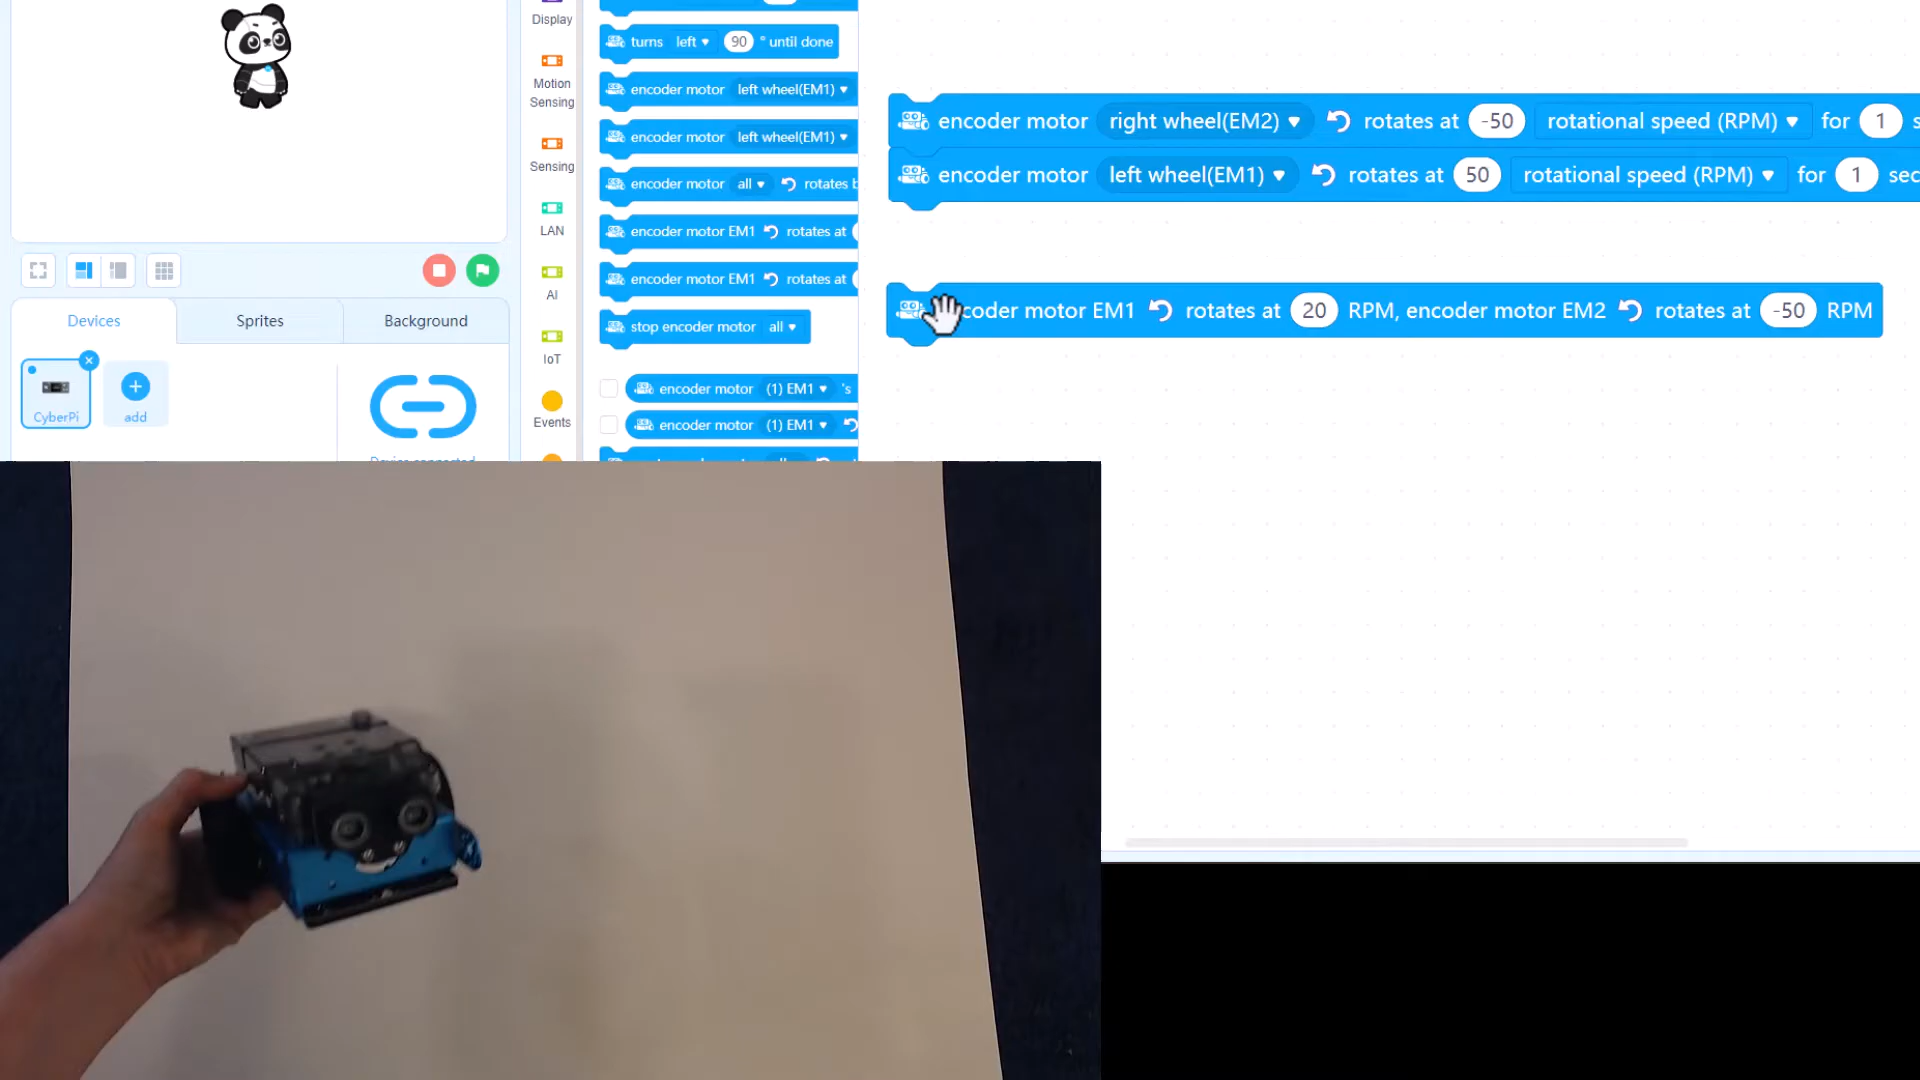 Display
Motion
Sensing
Sensing
LAN
AI
IoT
Events
turns left 90 ° until done
encoder motor left wheel(EM1)
encoder motor left wheel(EM1)
encoder motor all rotates
encoder motor EM1 rotates at
encoder motor EM1 rotates at
stop encoder motor all
encoder motor (1) EM1 's
encoder motor (1) EM1
encoder motor right wheel(EM2) rotates at -50 rotational speed (RPM) for 1
encoder motor left wheel(EM1) rotates at 50 rotational speed (RPM) for 1 sec
motor EM1 rotates at 20 RPM, encoder motor EM2 rotates at -50 RPM
Devices
Sprites
Background
CyberPi
add